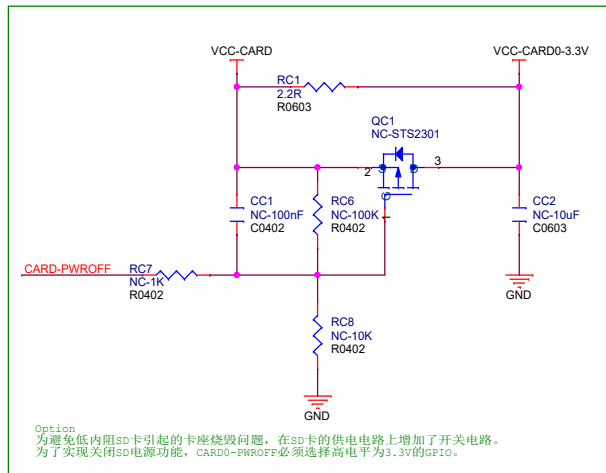 VCC-CARD
VCC-CARD0-3.3V
RC1
2.2R
R0603
QC1
NC-STS2301
2
3
1
S
D
G
CC1
NC-100nF
C0402
RC6
NC-100K
R0402
CC2
NC-10uF
C0603
CARD-PWROFF
RC7
NC-1K
R0402
GND
RC8
NC-10K
R0402
GND
Option
为避免低内阻SD卡引起的卡座烧毁问题，在SD卡的供电电路上增加了开关电路。
为了实现关闭SD电源功能，CARD0-PWROFF必须选择高电平为3.3V的GPIO。